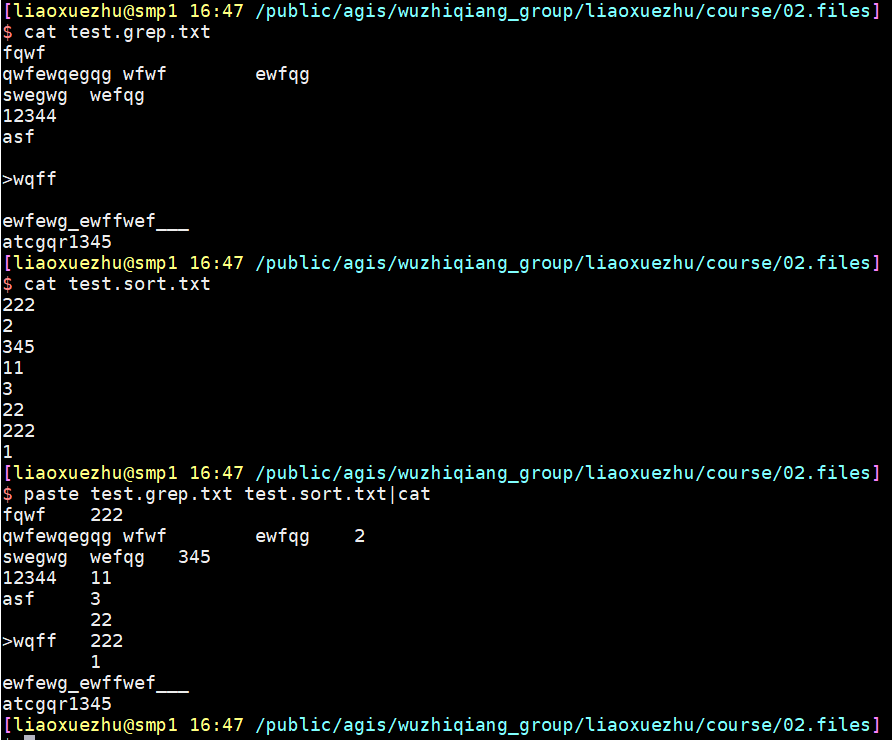 [liaoxuezhu@smp1 16:47 /public/agis/wuzhiqiang_group/liaoxuezhu/course/02.files]
$ cat test.grep.txt
fqwf
qwfewqegqg wfwf        ewfqg
swegwg  wefqg
12344
asf

>wqff

ewfewg_ewffwef___
atcgqr1345
[liaoxuezhu@smp1 16:47 /public/agis/wuzhiqiang_group/liaoxuezhu/course/02.files]
$ cat test.sort.txt
222
2
345
11
3
22
222
1
[liaoxuezhu@smp1 16:47 /public/agis/wuzhiqiang_group/liaoxuezhu/course/02.files]
$ paste test.grep.txt test.sort.txt|cat
fqwf    222
qwfewqegqg wfwf        ewfqg    2
swegwg  wefqg   345
12344   11
asf     3
        22
>wqff   222
        1
ewfewg_ewffwef___
atcgqr1345
[liaoxuezhu@smp1 16:47 /public/agis/wuzhiqiang_group/liaoxuezhu/course/02.files]